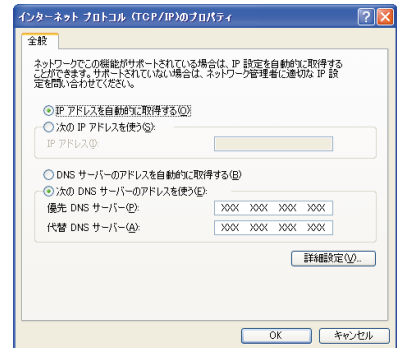 インターネット プロトコル (TCP/IP)のプロパティ
全般
ネットワークでこの機能がサポートされている場合は、IP 設定を自動的に取得する
ことができます。サポートされていない場合は、ネットワーク管理者に適切な IP 設
定を問い合わせてください。
IP アドレスを自動的に取得する(O)
次の IP アドレスを使う(S):
IP アドレス(I):
DNS サーバーのアドレスを自動的に取得する(B)
次の DNS サーバーのアドレスを使う(E):
優先 DNS サーバー(P): XXX XXX XXX XXX
代替 DNS サーバー(A): XXX XXX XXX XXX
詳細設定(V)...
OK キャンセル